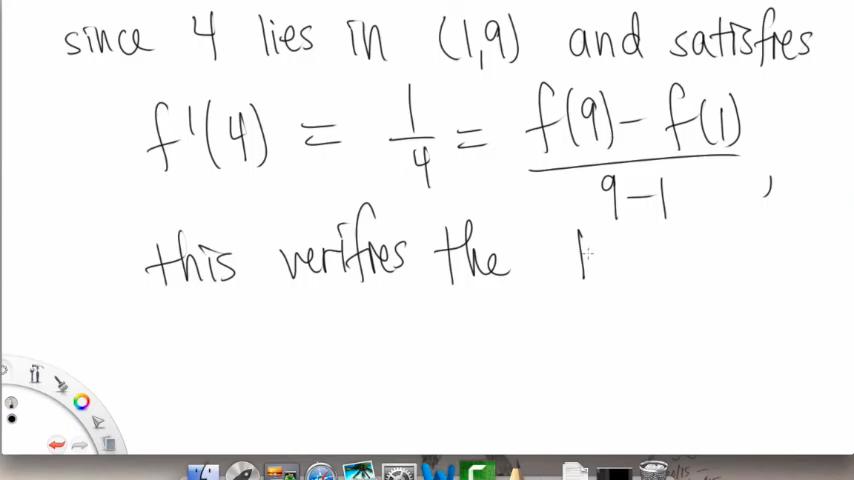 since 4 lies in (1,9) and satisfies
f'(4) = 1/4 = (f(9) - f(1))/(9-1) ,
this verifies the